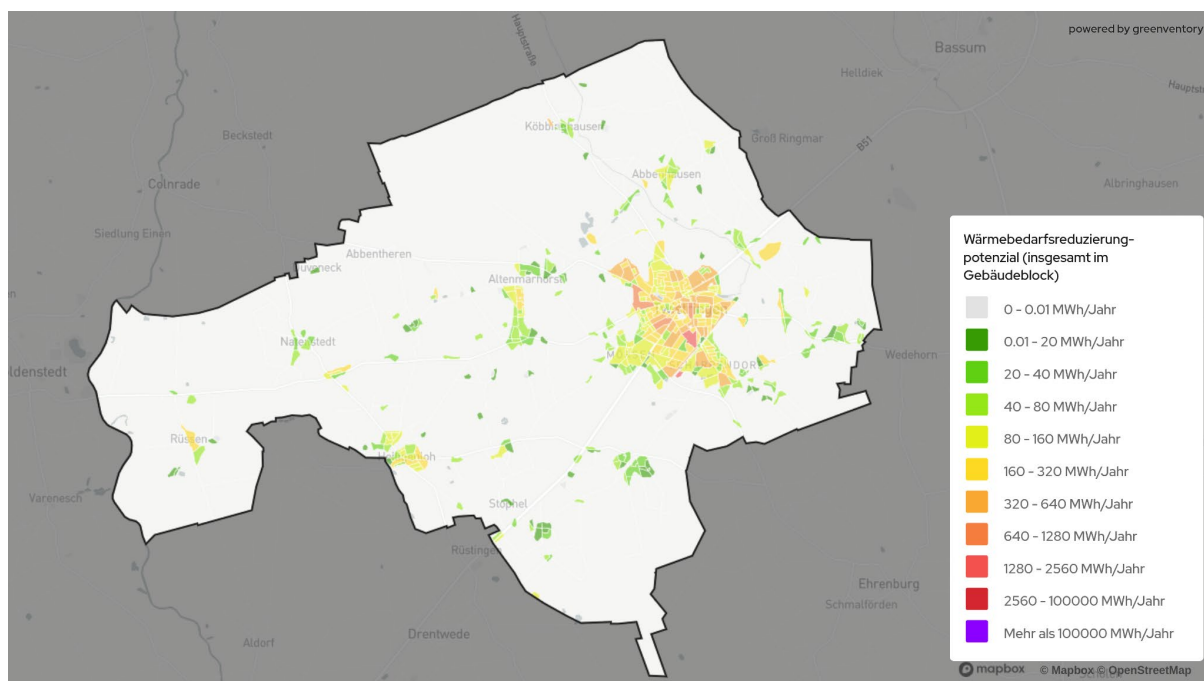 powered by greenventory
Hauptstraße
Bassum
Helldiek
Köbbinghausen
Beckstedt
Groß Ringmar
B51
Colnrade
Abbenhausen
Albringhausen
Siedlung Einen
Abbentheren
Altenmarhorst
Natenstedt
Wedehorn
Rüssen
Varenesch
Stophel
Rüstingen
Ehrenburg
Schmalförden
Drentwede
Aldorf
Wärmebedarfsreduzierung-
potenzial (insgesamt im
Gebäudeblock)
0 - 0.01 MWh/Jahr
0.01 - 20 MWh/Jahr
20 - 40 MWh/Jahr
40 - 80 MWh/Jahr
80 - 160 MWh/Jahr
160 - 320 MWh/Jahr
320 - 640 MWh/Jahr
640 - 1280 MWh/Jahr
1280 - 2560 MWh/Jahr
2560 - 100000 MWh/Jahr
Mehr als 100000 MWh/Jahr
mapbox © Mapbox © OpenStreetMap